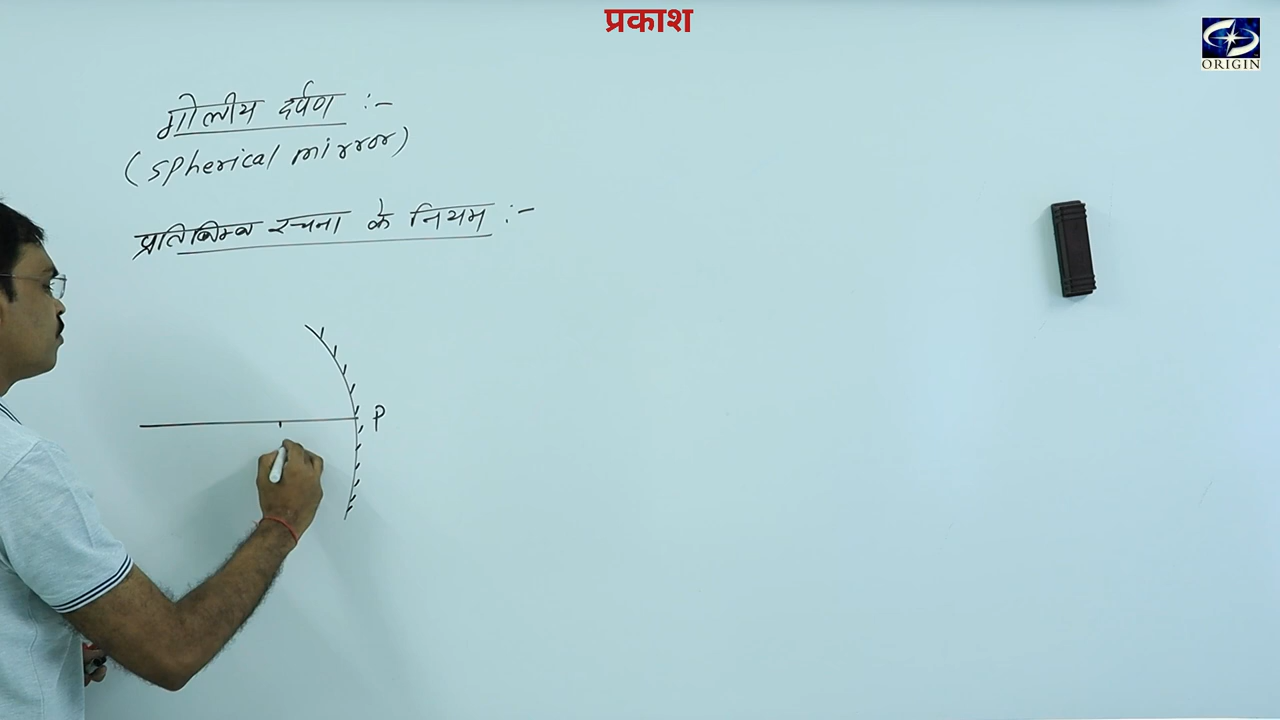 प्रकाश
ORIGIN
गोलीय दर्पण :-
(spherical mirror)
प्रतिबिम्ब रचना के नियम :-
P